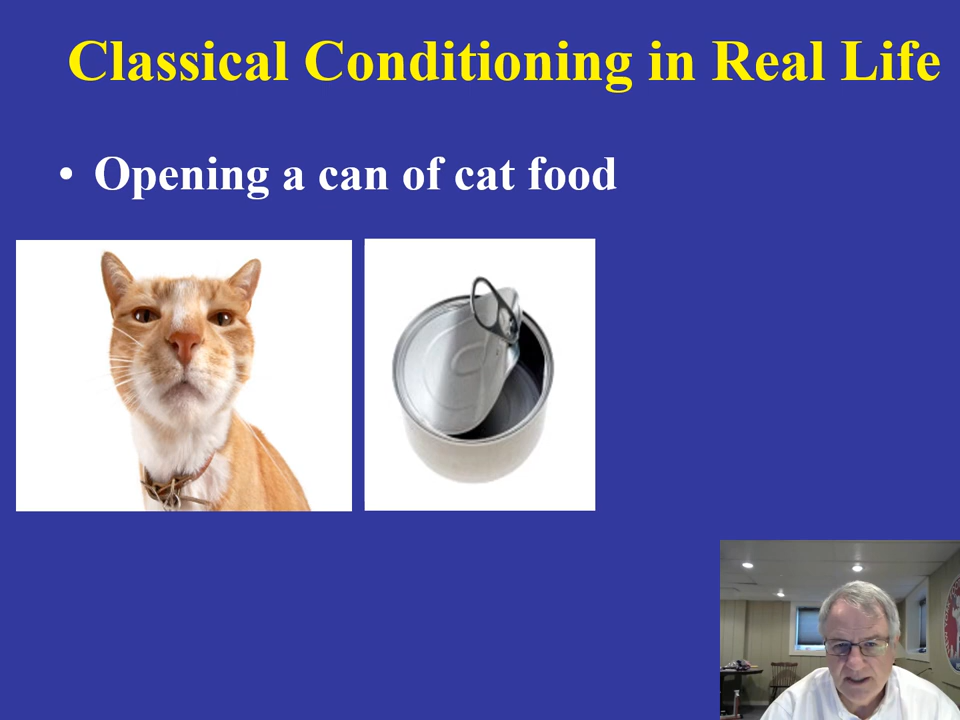 Classical Conditioning in Real Life
• Opening a can of cat food